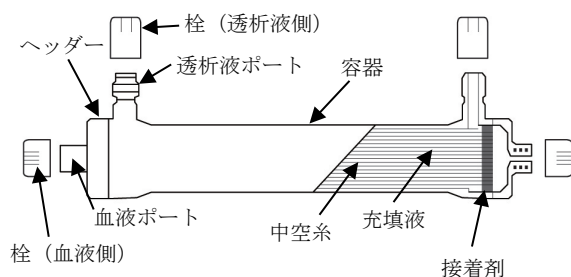 栓（透析液側）
ヘッダー
透析液ポート
容器
血液ポート
中空糸
充填液
栓（血液側）
接着剤